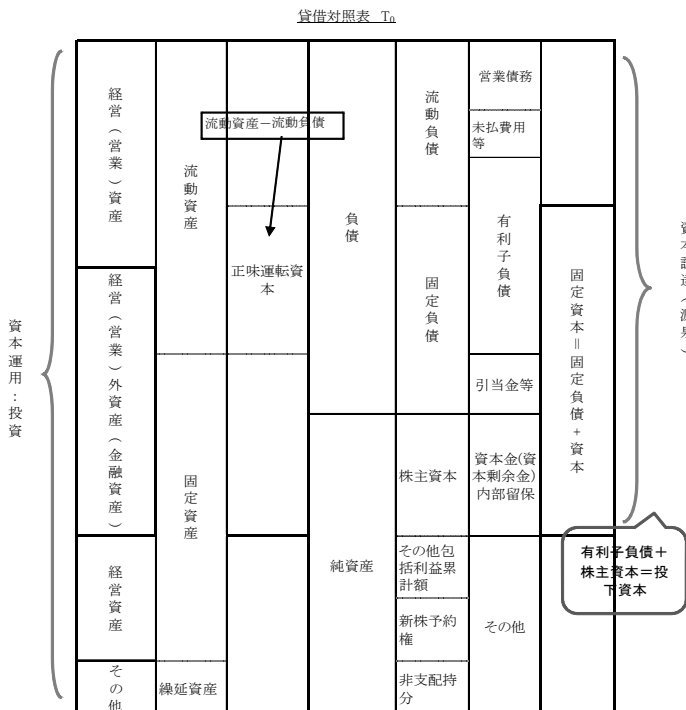 貸借対照表 T₀
資本運用：投資
経営（営業）資産
経営（営業）外資産（金融資産）
経営資産
その他
流動資産
固定資産
繰延資産
流動資産－流動負債
正味運転資
本
負債
純資産
流動負債
固定負債
株主資本
その他包
括利益累
計額
新株予約
権
非支配持
分
営業債務
未払費用
等
有利子負債
引当金等
資本金(資
本剰余金)
内部留保
その他
固定資本＝固定負債+資本
有利子負債＋
株主資本＝投
下資本